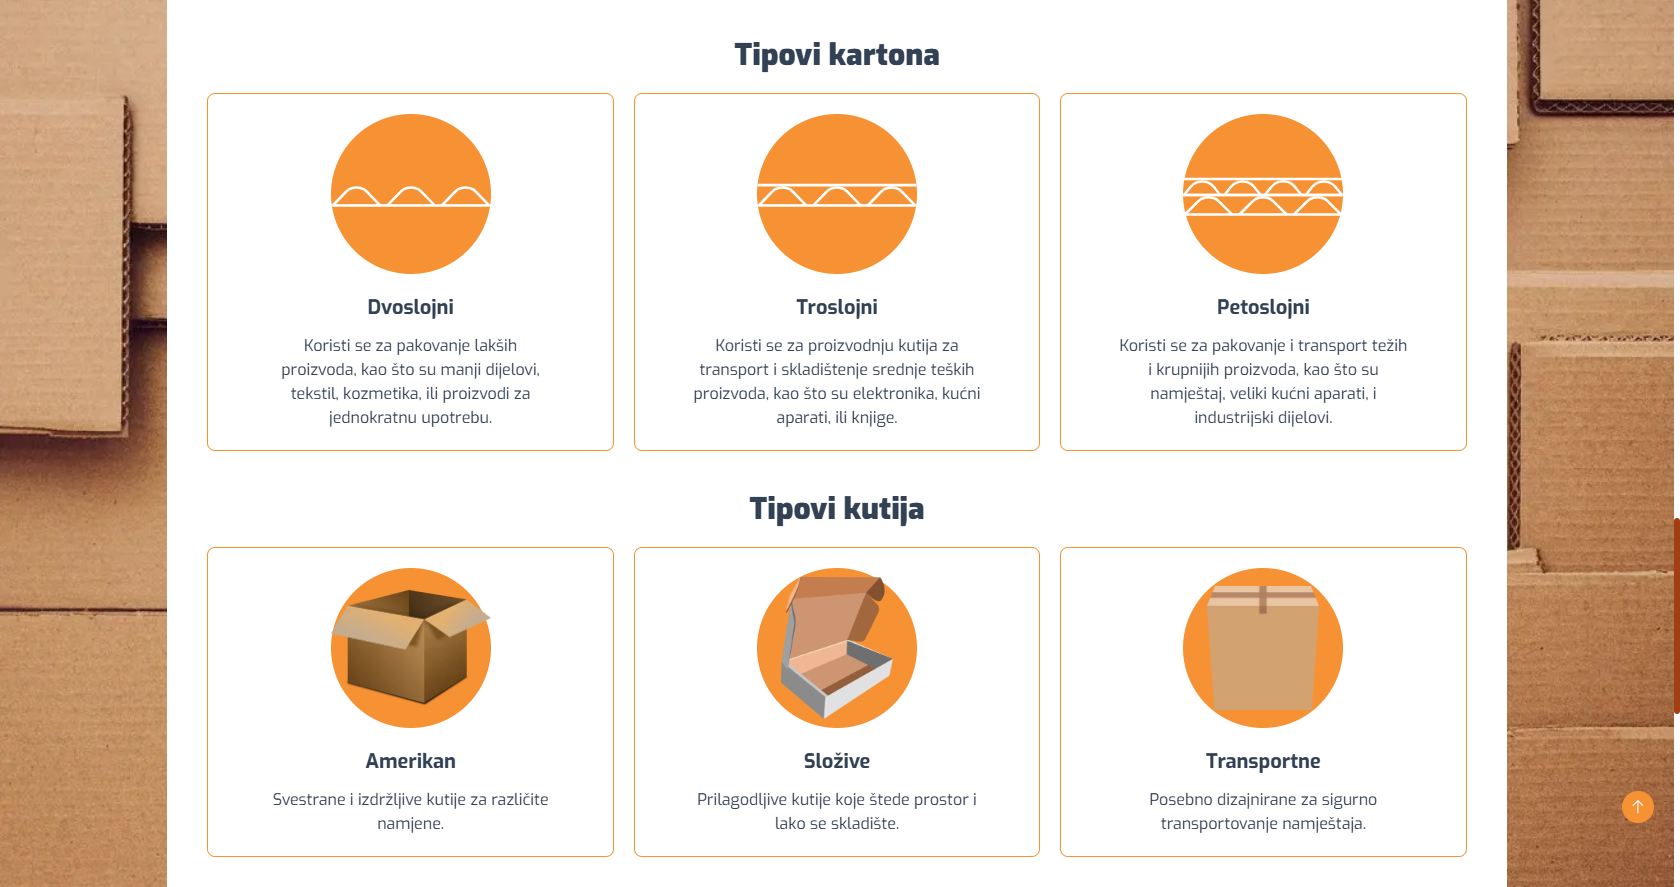 Tipovi kartona
Dvoslojni
Koristi se za pakovanje lakših
proizvoda, kao što su manji dijelovi,
tekstil, kozmetika, ili proizvodi za
jednokratnu upotrebu.
Troslojni
Koristi se za proizvodnju kutija za
transport i skladištenje srednje teških
proizvoda, kao što su elektronika, kućni
aparati, ili knjige.
Petoslojni
Koristi se za pakovanje i transport težih
i krupnijih proizvoda, kao što su
namještaj, veliki kućni aparati, i
industrijski dijelovi.
Tipovi kutija
Amerikan
Svestrane i izdržljive kutije za različite
namjene.
Složive
Prilagodljive kutije koje štede prostor i
lako se skladište.
Transportne
Posebno dizajnirane za sigurno
transportovanje namještaja.